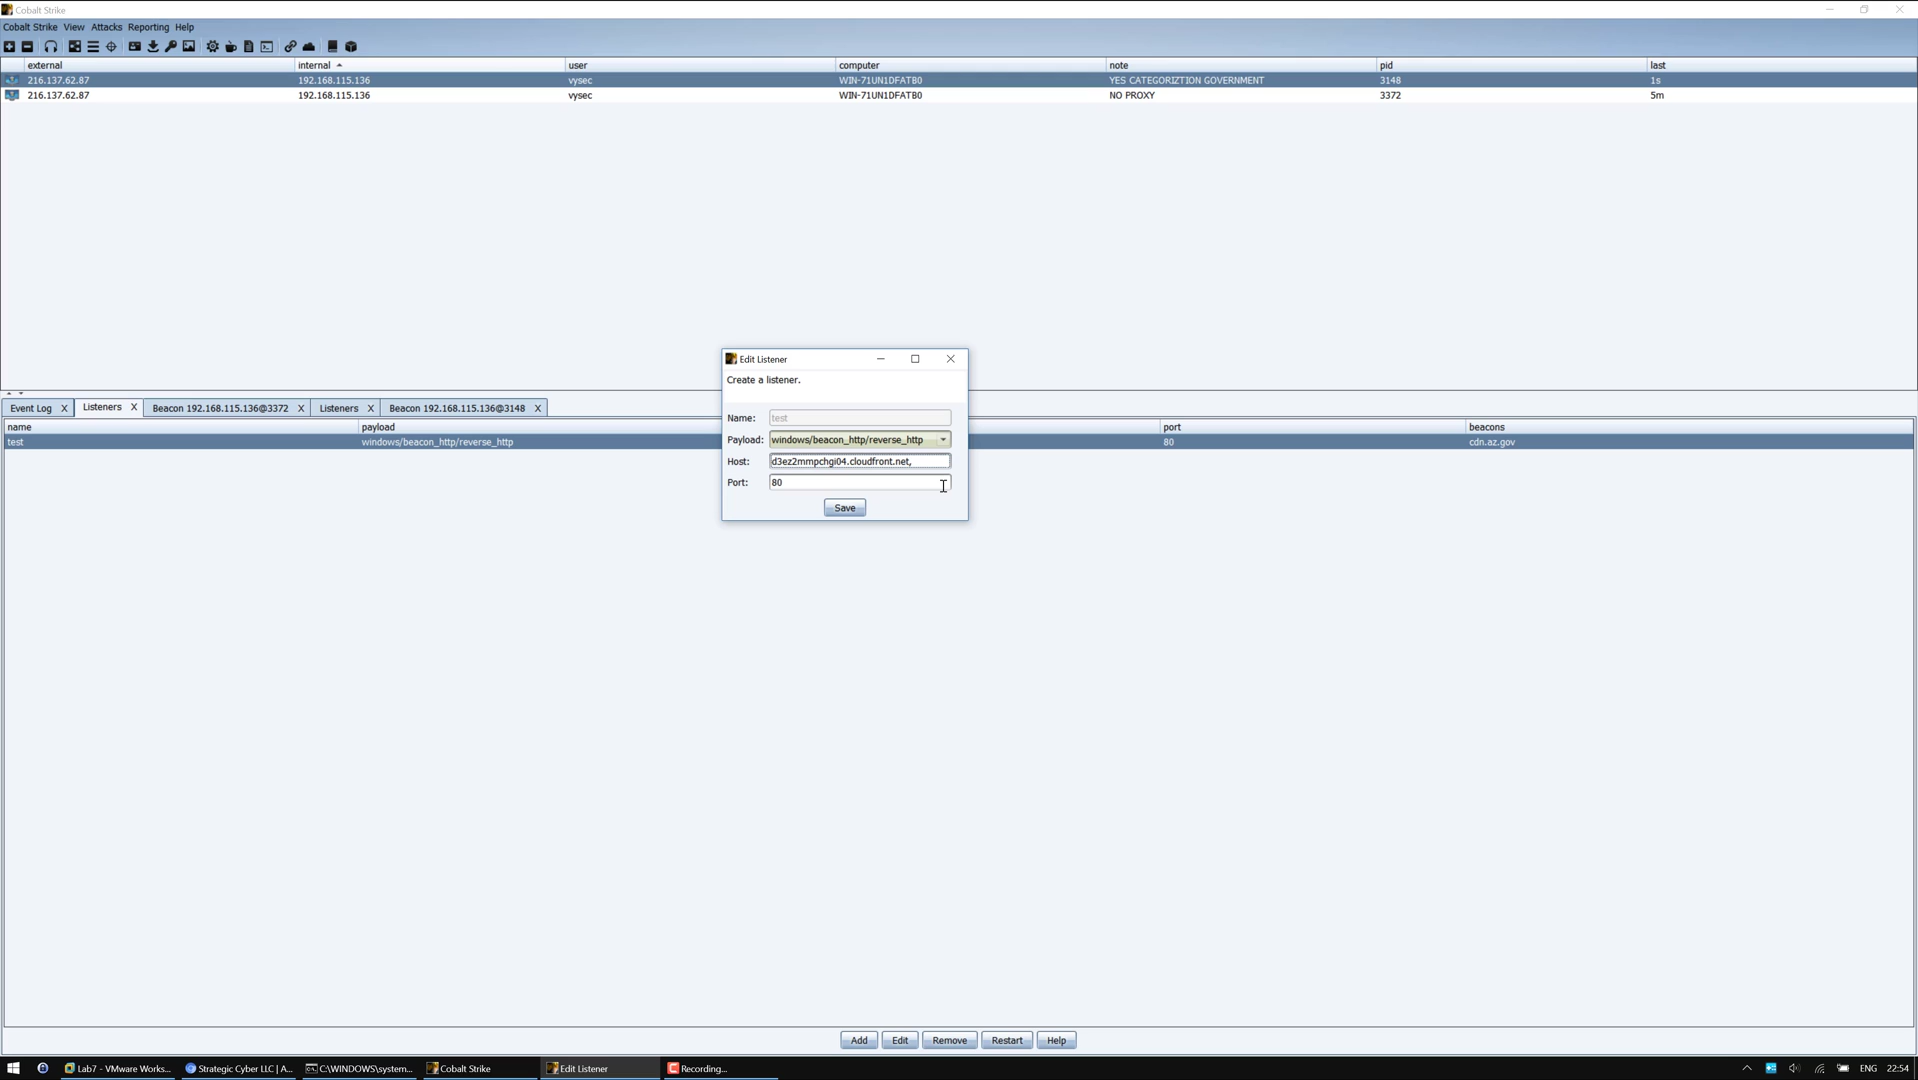 Cobalt Strike
Cobalt Strike View Attacks Reporting Help
external internal user computer note pid last
216.137.62.87 192.168.115.136 vysec WIN-71UN1DFATB0 YES CATEGORIZTION GOVERNMENT 3148 1s
216.137.62.87 192.168.115.136 vysec WIN-71UN1DFATB0 NO PROXY 3372 5m
Edit Listener
Create a listener.
Name: test
Payload: windows/beacon_http/reverse_http
Host: d3ez2mmpchgi04.cloudfront.net,
Port: 80
Save
Event Log X Listeners X Beacon 192.168.115.136@3372 X Listeners X Beacon 192.168.115.136@3148 X
name payload port beacons
test windows/beacon_http/reverse_http 80 cdn.az.gov
Add Edit Remove Restart Help
Lab7 - VMware Works... Strategic Cyber LLC | A... C:\WINDOWS\system... Cobalt Strike Edit Listener Recording... ENG 22:54